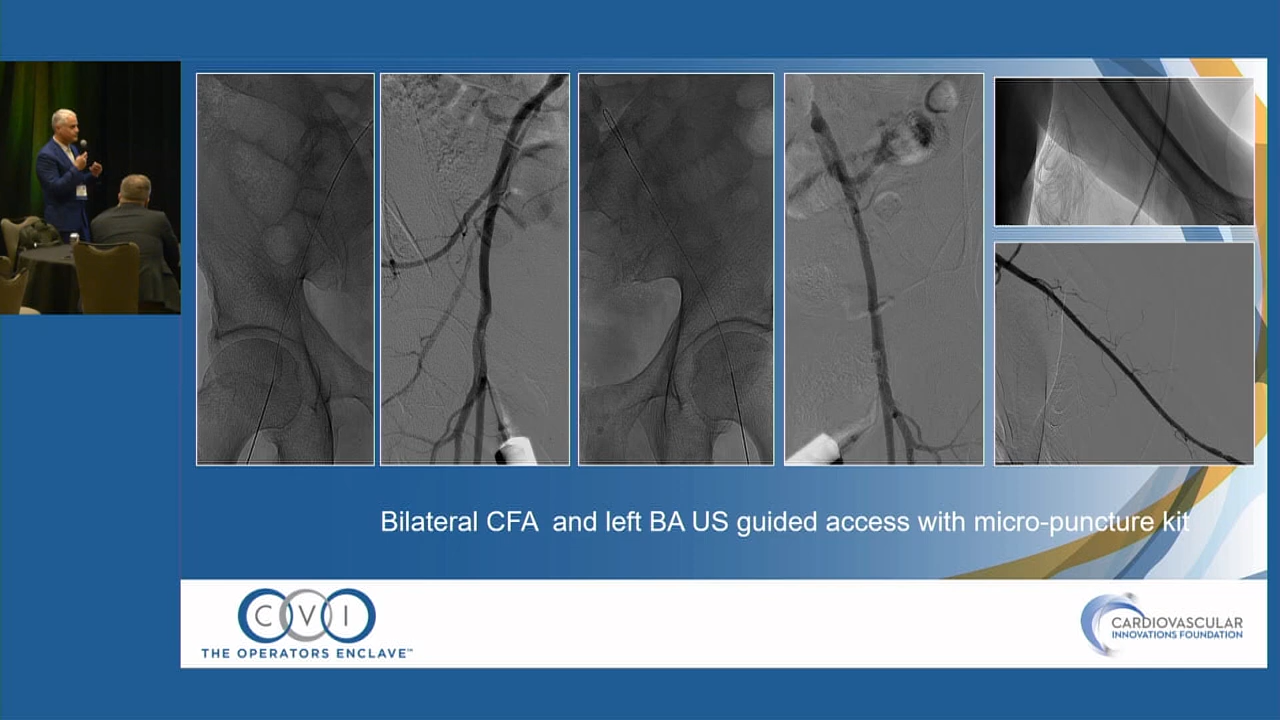 Bilateral CFA and left BA US guided access with micro-puncture kit
CVI
THE OPERATORS ENCLAVE™
CARDIOVASCULAR
INNOVATIONS FOUNDATION